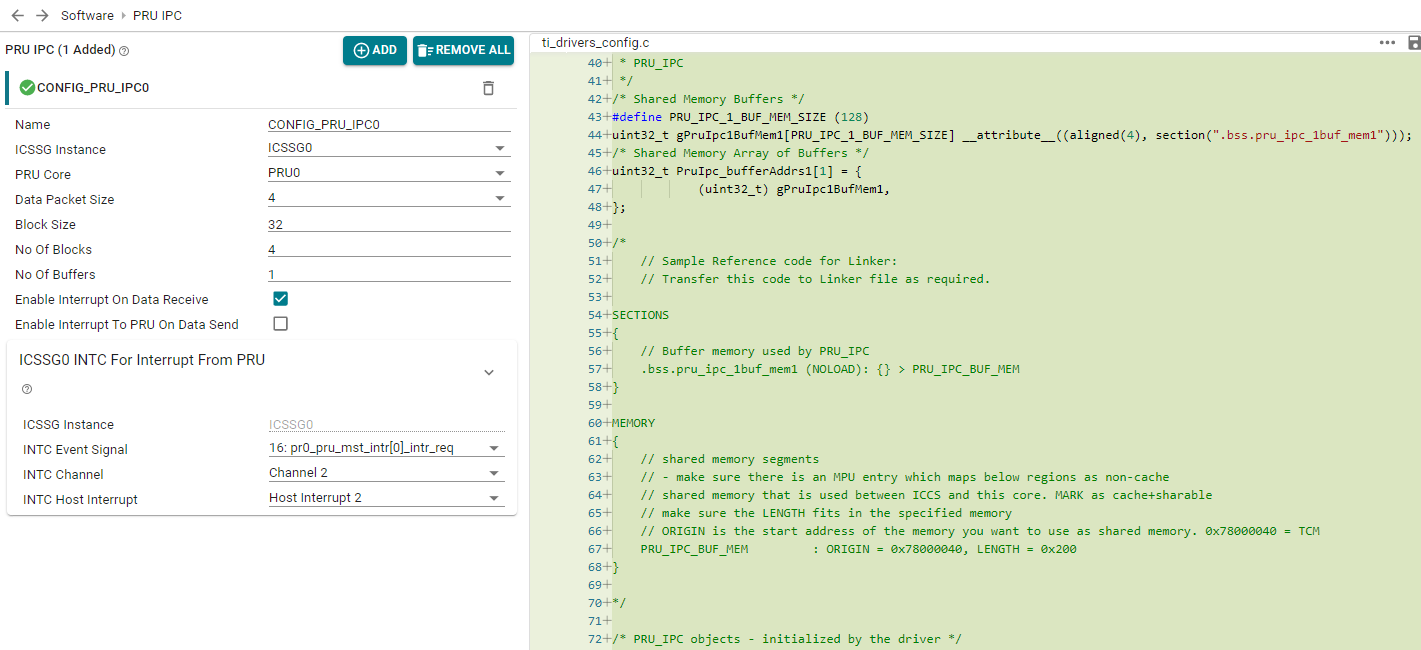 Software PRU IPC
PRU IPC (1 Added)
ADD
REMOVE ALL
CONFIG_PRU_IPC0
Name CONFIG_PRU_IPC0
ICSSG Instance ICSSG0
PRU Core PRU0
Data Packet Size 4
Block Size 32
No Of Blocks 4
No Of Buffers 1
Enable Interrupt On Data Receive
Enable Interrupt To PRU On Data Send
ICSSG0 INTC For Interrupt From PRU
ICSSG Instance ICSSG0
INTC Event Signal 16: pr0_pru_mst_intr[0]_intr_req
INTC Channel Channel 2
INTC Host Interrupt Host Interrupt 2
ti_drivers_config.c
40+ * PRU_IPC
41+ */
42+/* Shared Memory Buffers */
43+#define PRU_IPC_1_BUF_MEM_SIZE (128)
44+uint32_t gPruIpc1BufMem1[PRU_IPC_1_BUF_MEM_SIZE] __attribute__((aligned(4), section(".bss.pru_ipc_1buf_mem1")));
45+/* Shared Memory Array of Buffers */
46+uint32_t PruIpc_bufferAddrs1[1] = {
47+ (uint32_t) gPruIpc1BufMem1,
48+};
49+
50+/*
51+ // Sample Reference code for Linker:
52+ // Transfer this code to Linker file as required.
53+
54+SECTIONS
55+{
56+ // Buffer memory used by PRU_IPC
57+ .bss.pru_ipc_1buf_mem1 (NOLOAD): {} > PRU_IPC_BUF_MEM
58+}
59+
60+MEMORY
61+{
62+ // shared memory segments
63+ // - make sure there is an MPU entry which maps below regions as non-cache
64+ // shared memory that is used between ICCS and this core. MARK as cache+sharable
65+ // make sure the LENGTH fits in the specified memory
66+ // ORIGIN is the start address of the memory you want to use as shared memory. 0x78000040 = TCM
67+ PRU_IPC_BUF_MEM : ORIGIN = 0x78000040, LENGTH = 0x200
68+}
69+
70+*/
71+
72+/* PRU_IPC objects - initialized by the driver */